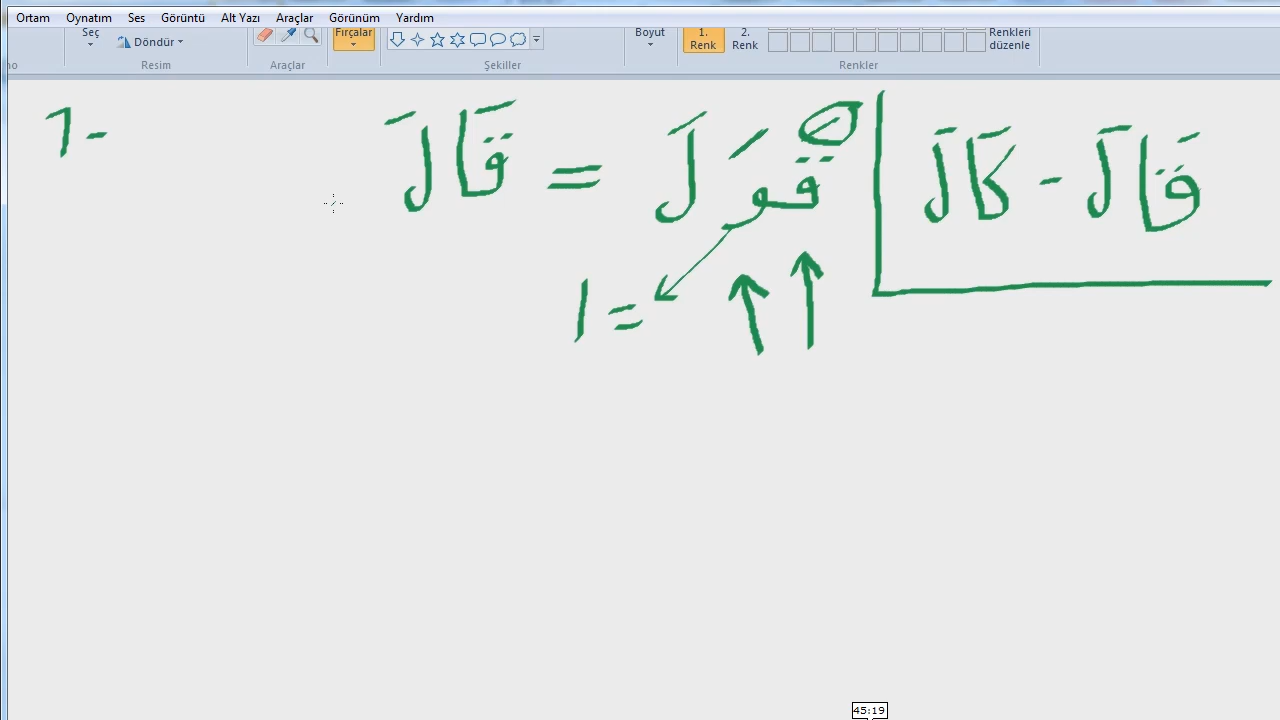 Ortam Oynatım Ses Görüntü Alt Yazı Araçlar Görünüm Yardım
Seç Döndür Fırçalar Boyut 1. Renk 2. Renk Renkleri düzenle
Resim Araçlar Şekiller Renkler
قَالَ - كَالَ
قَوَلَ = قَالَ
1 -
= ا
45:19